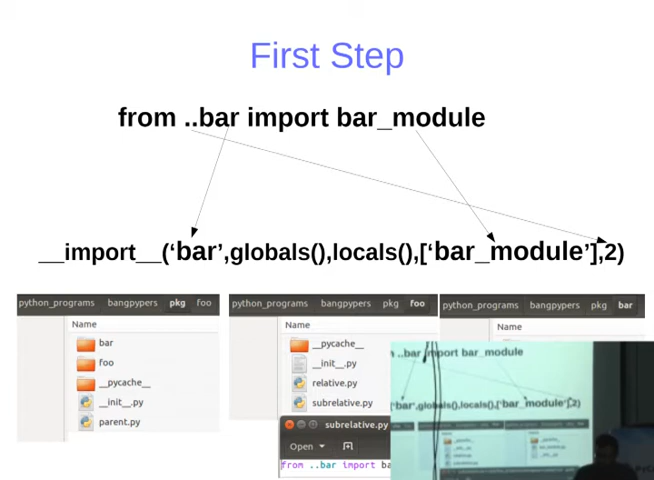 First Step
from ..bar import bar_module
__import__(‘bar’,globals(),locals(),[‘bar_module’],2)
python_programs bangpypers pkg foo
Name
bar
foo
__pycache__
__init__.py
parent.py
python_programs bangpypers pkg foo
Name
__pycache__
__init__.py
relative.py
subrelative.py
subrelative.py
Open
from ..bar import ba
python_programs bangpypers pkg bar
Name
..bar import bar_module
‘bar’,globals(),locals(),[‘bar_module’],2)